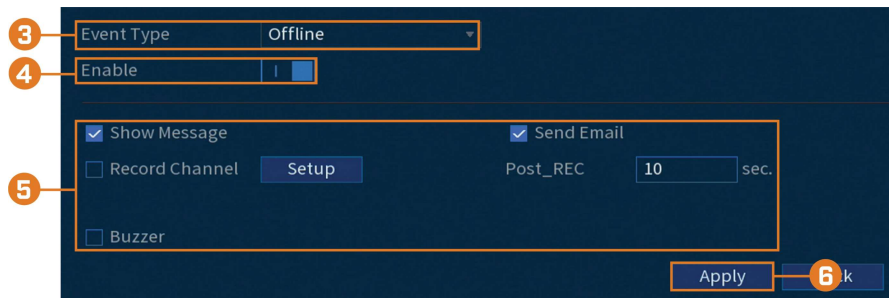 3 Event Type Offline
4 Enable
Show Message Send Email
5 Record Channel Setup Post_REC 10 sec.
Buzzer
Apply 6